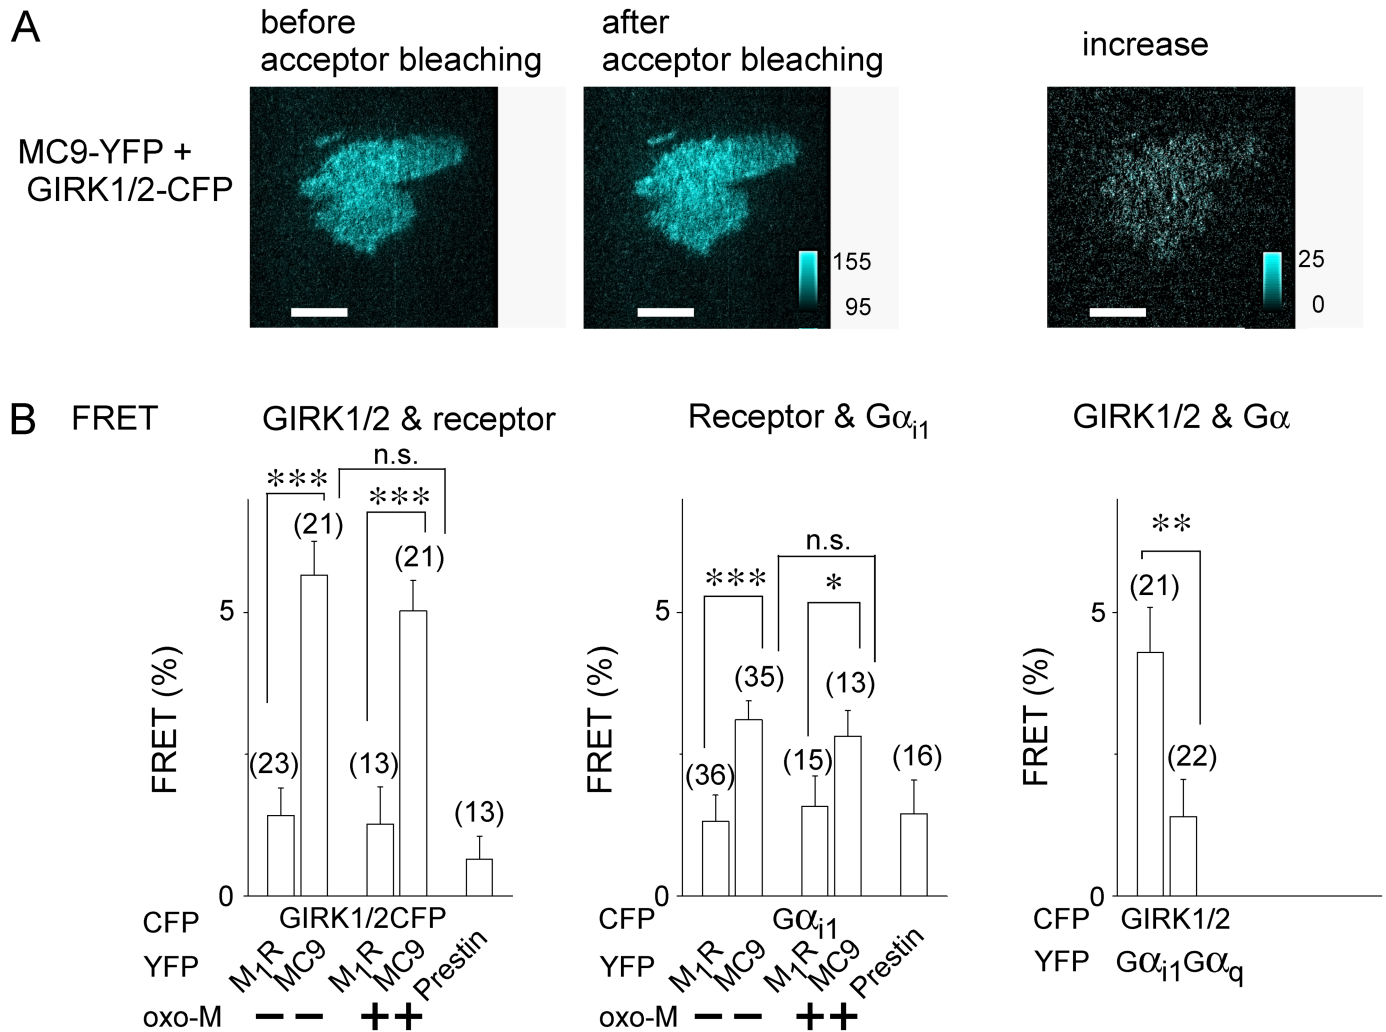 A
before
acceptor bleaching
after
acceptor bleaching
increase
MC9-YFP +
GIRK1/2-CFP
155
95
25
0
B FRET
GIRK1/2 & receptor
n.s.
***
***
(21)
(21)
(23)
(13)
(13)
5
0
FRET (%)
CFP GIRK1/2CFP
YFP M1R MC9 M1R MC9 Prestin
oxo-M − − + +
Receptor & Gαi1
n.s.
***
*
(35)
(13)
(36)
(15)
(16)
5
0
FRET (%)
CFP Gαi1
YFP M1R MC9 M1R MC9 Prestin
oxo-M − − + +
GIRK1/2 & Gα
**
(21)
(22)
5
0
FRET (%)
CFP GIRK1/2
YFP Gαi1 Gαq